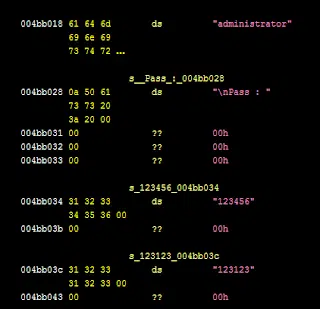 004bb018 61 64 6d ds "administrator"
69 6e 69
73 74 72 ...
s__Pass_:_004bb028
004bb028 0a 50 61 ds "\nPass : "
73 73 20
3a 20 00
004bb031 00 ?? 00h
004bb032 00 ?? 00h
004bb033 00 ?? 00h
s_123456_004bb034
004bb034 31 32 33 ds "123456"
34 35 36 00
004bb03b 00 ?? 00h
s_123123_004bb03c
004bb03c 31 32 33 ds "123123"
31 32 33 00
004bb043 00 ?? 00h